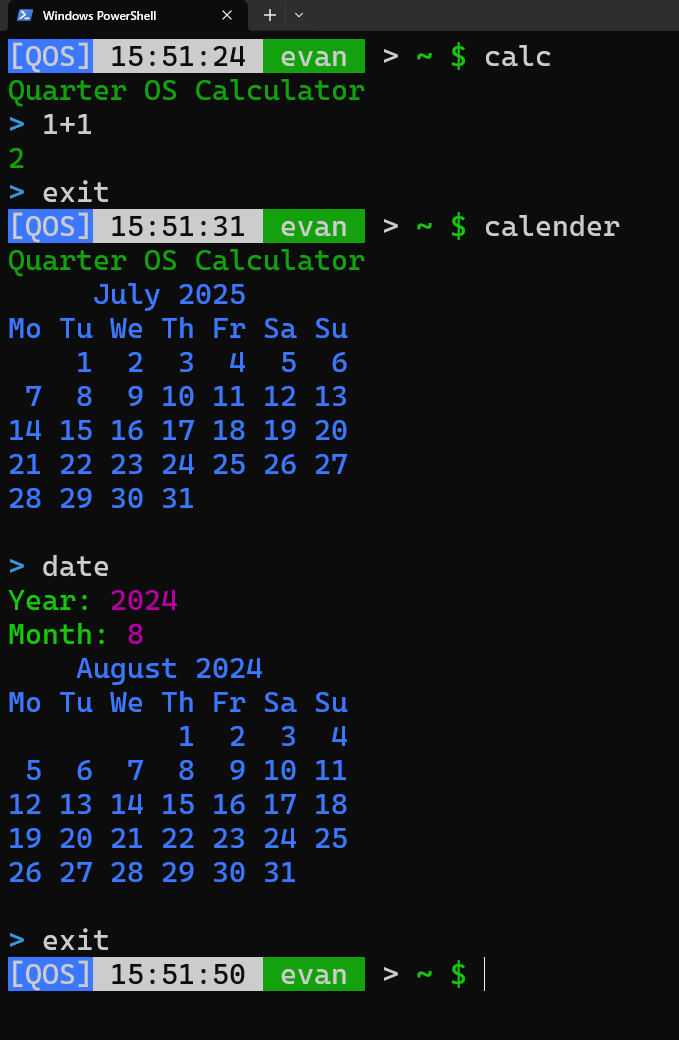 Windows PowerShell
[QOS] 15:51:24 evan > ~ $ calc
Quarter OS Calculator
> 1+1
2
> exit
[QOS] 15:51:31 evan > ~ $ calender
Quarter OS Calculator
July 2025
Mo Tu We Th Fr Sa Su
1 2 3 4 5 6
7 8 9 10 11 12 13
14 15 16 17 18 19 20
21 22 23 24 25 26 27
28 29 30 31
> date
Year: 2024
Month: 8
August 2024
Mo Tu We Th Fr Sa Su
1 2 3 4
5 6 7 8 9 10 11
12 13 14 15 16 17 18
19 20 21 22 23 24 25
26 27 28 29 30 31
> exit
[QOS] 15:51:50 evan > ~ $